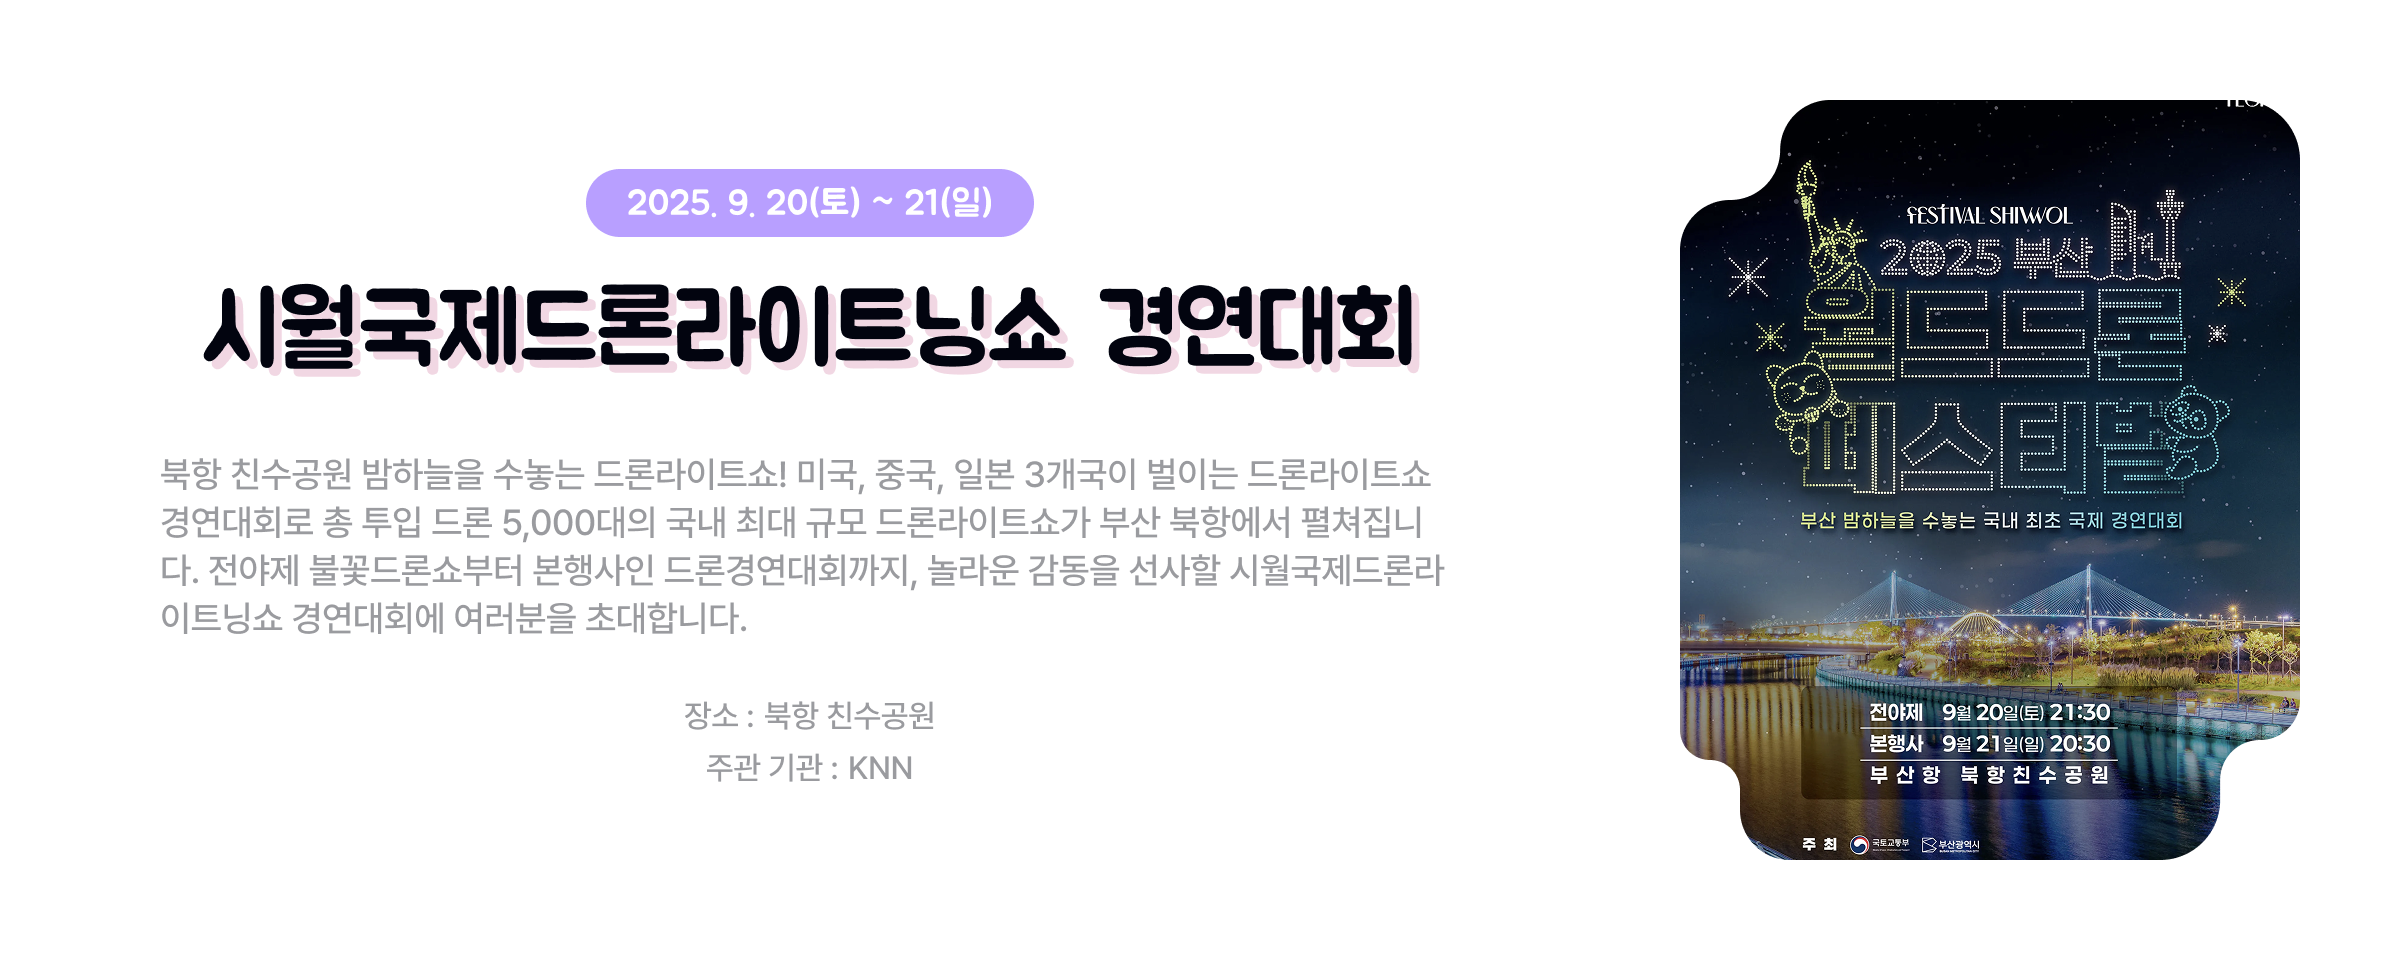 2025. 9. 20(토) ~ 21(일)
시월국제드론라이트닝쇼 경연대회
북항 친수공원 밤하늘을 수놓는 드론라이트쇼! 미국, 중국, 일본 3개국이 벌이는 드론라이트쇼
경연대회로 총 투입 드론 5,000대의 국내 최대 규모 드론라이트쇼가 부산 북항에서 펼쳐집니
다. 전야제 불꽃드론쇼부터 본행사인 드론경연대회까지, 놀라운 감동을 선사할 시월국제드론라
이트닝쇼 경연대회에 여러분을 초대합니다.
장소 : 북항 친수공원
주관 기관 : KNN
FESTIVAL SHIWOL
2025 부산
월드드론
페스티벌
부산 밤하늘을 수놓는 국내 최초 국제 경연대회
전야제 9월 20일(토) 21:30
본행사 9월 21일(일) 20:30
부산항 북항친수공원
주최 국토교통부 부산광역시